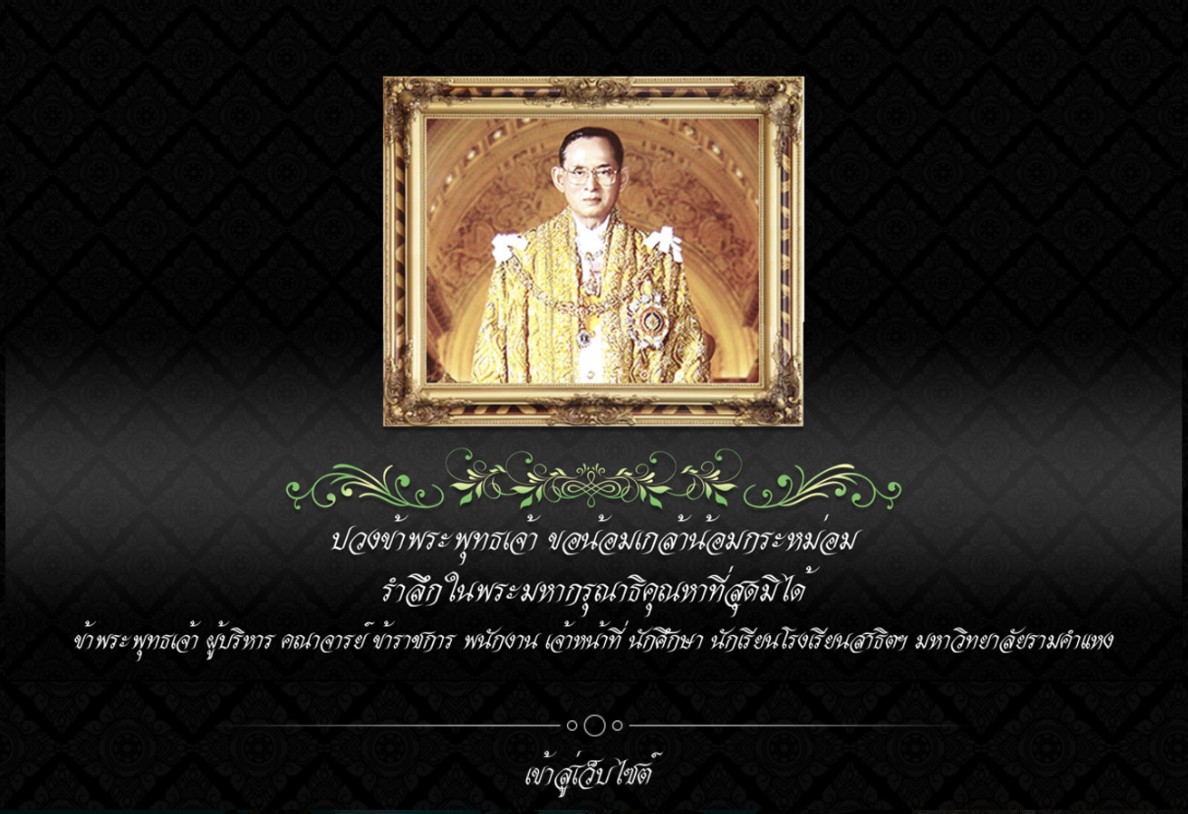 ปวงข้าพระพุทธเจ้า ขอน้อมเกล้าน้อมกระหม่อม
รำลึกในพระมหากรุณาธิคุณหาที่สุดมิได้
ข้าพระพุทธเจ้า ผู้บริหาร คณาจารย์ ข้าราชการ พนักงาน เจ้าหน้าที่ นักศึกษา นักเรียนโรงเรียนสาธิตฯ มหาวิทยาลัยรามคำแหง
เข้าสู่เว็บไซต์